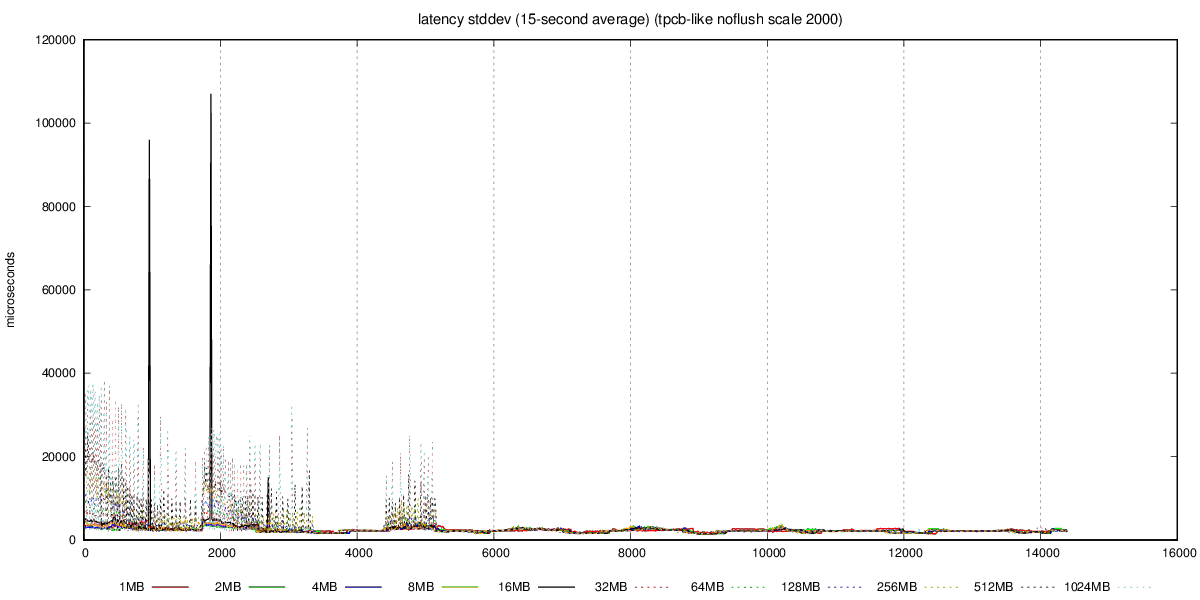 latency stddev (15-second average) (tpcb-like noflush scale 2000)
120000
100000
80000
60000
40000
20000
0
microseconds
0 2000 4000 6000 8000 10000 12000 14000 16000
1MB 2MB 4MB 8MB 16MB 32MB 64MB 128MB 256MB 512MB 1024MB